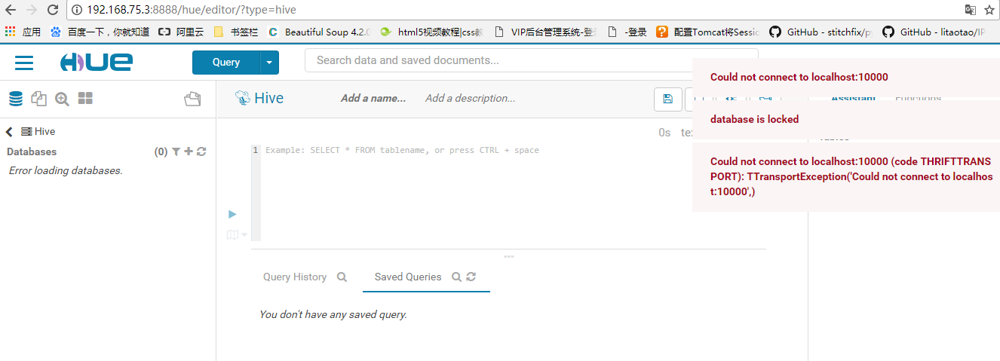 192.168.75.3:8888/hue/editor/?type=hive
应用 百度一下，你就知道 阿里云 书签栏 Beautiful Soup 4.2.0 html5视频教程|css教 VIP后台管理系统-登录 -登录 配置Tomcat将Sessio GitHub - stitchfix/py GitHub - litaotao/IP
HUE Query Search data and saved documents...
Could not connect to localhost:10000
Hive Add a name... Add a description...
Assistant Functions
database is locked
Hive 0s
Databases (0)
Error loading databases.
1 Example: SELECT * FROM tablename, or press CTRL + space
Could not connect to localhost:10000 (code THRIFTTRANS
PORT): TTransportException('Could not connect to localhos
t:10000',)
Query History Saved Queries
You don't have any saved query.